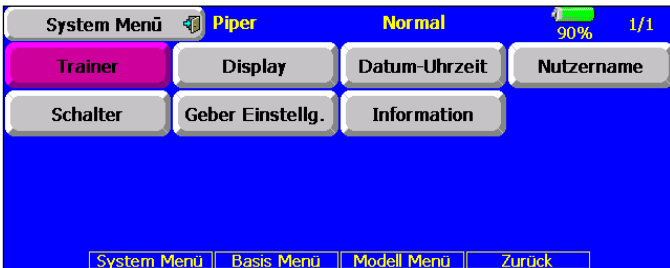 System Menü Piper Normal 90% 1/1
Trainer Display Datum-Uhrzeit Nutzername
Schalter Geber Einstellg. Information
System Menü Basis Menü Modell Menü Zurück